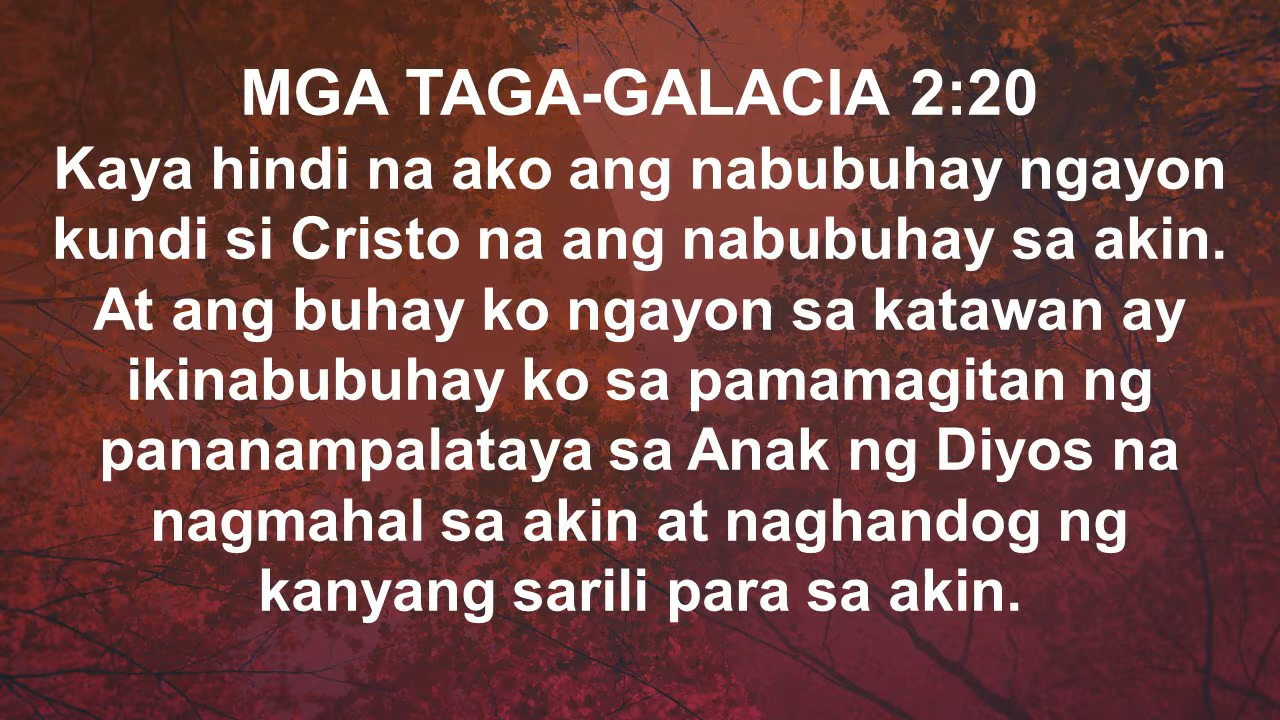 MGA TAGA-GALACIA 2:20
Kaya hindi na ako ang nabubuhay ngayon
kundi si Cristo na ang nabubuhay sa akin.
At ang buhay ko ngayon sa katawan ay
ikinabubuhay ko sa pamamagitan ng
pananampalataya sa Anak ng Diyos na
nagmahal sa akin at naghandog ng
kanyang sarili para sa akin.